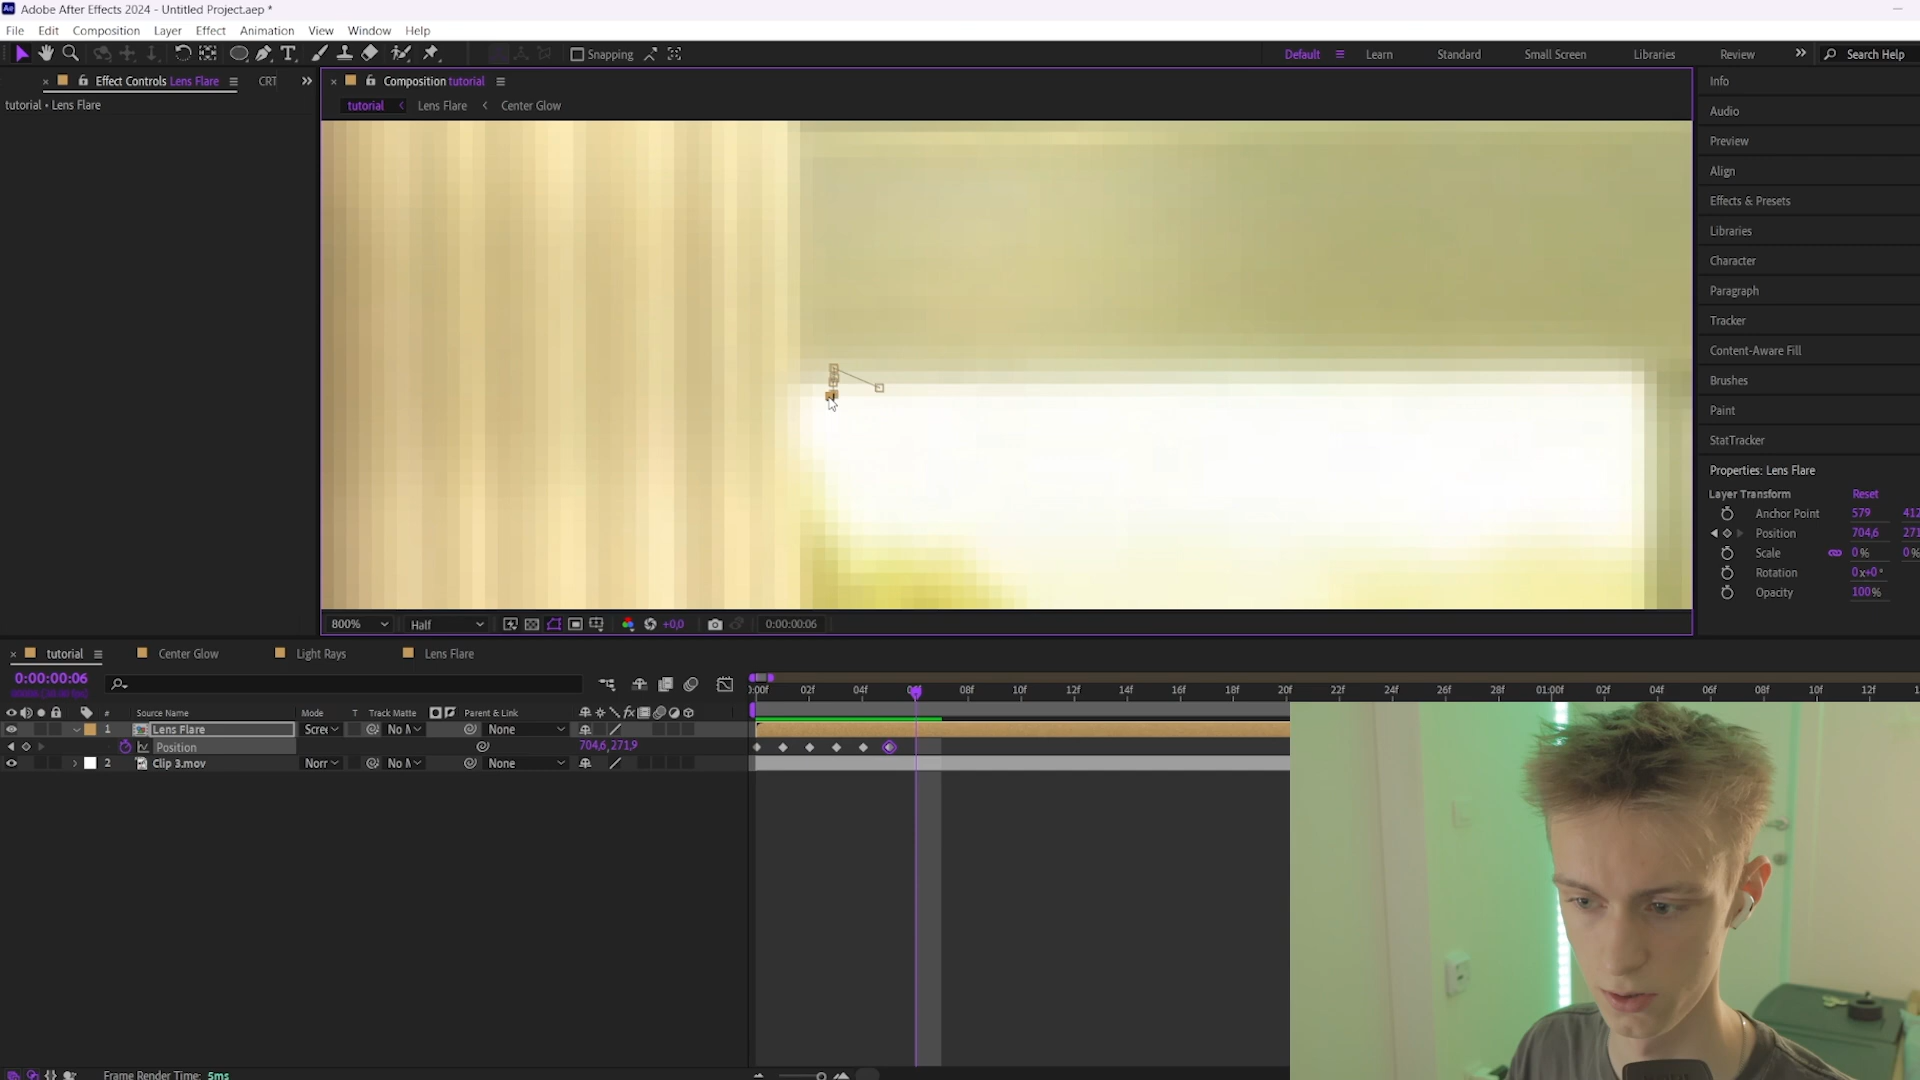 Adobe After Effects 2024 - Untitled Project.aep *
File Edit Composition Layer Effect Animation View Window Help
Snapping
Default Learn Standard Small Screen Libraries Review Search Help
Effect Controls Lens Flare CRT
Composition tutorial
tutorial • Lens Flare
tutorial Lens Flare Center Glow
Info
Audio
Preview
Align
Effects & Presets
Libraries
Character
Paragraph
Tracker
Content-Aware Fill
Brushes
Paint
StatTracker
Properties: Lens Flare
Layer Transform Reset
Anchor Point 579 412
Position 704,6 271
Scale 0% 0%
Rotation 0x+0°
Opacity 100%
800% Half +0,0 0:00:00:06
tutorial Center Glow Light Rays Lens Flare
0:00:00:06
02f 04f 08f 10f 12f 14f 16f 18f 20f 22f 24f 26f 28f 01:00f 02f 04f 06f 08f 10f 12f
# Source Name Mode T Track Matte Parent & Link
1 Lens Flare None
Position 704,6,271,9
2 Clip 3.mov None
Frame Render Time: 5ms